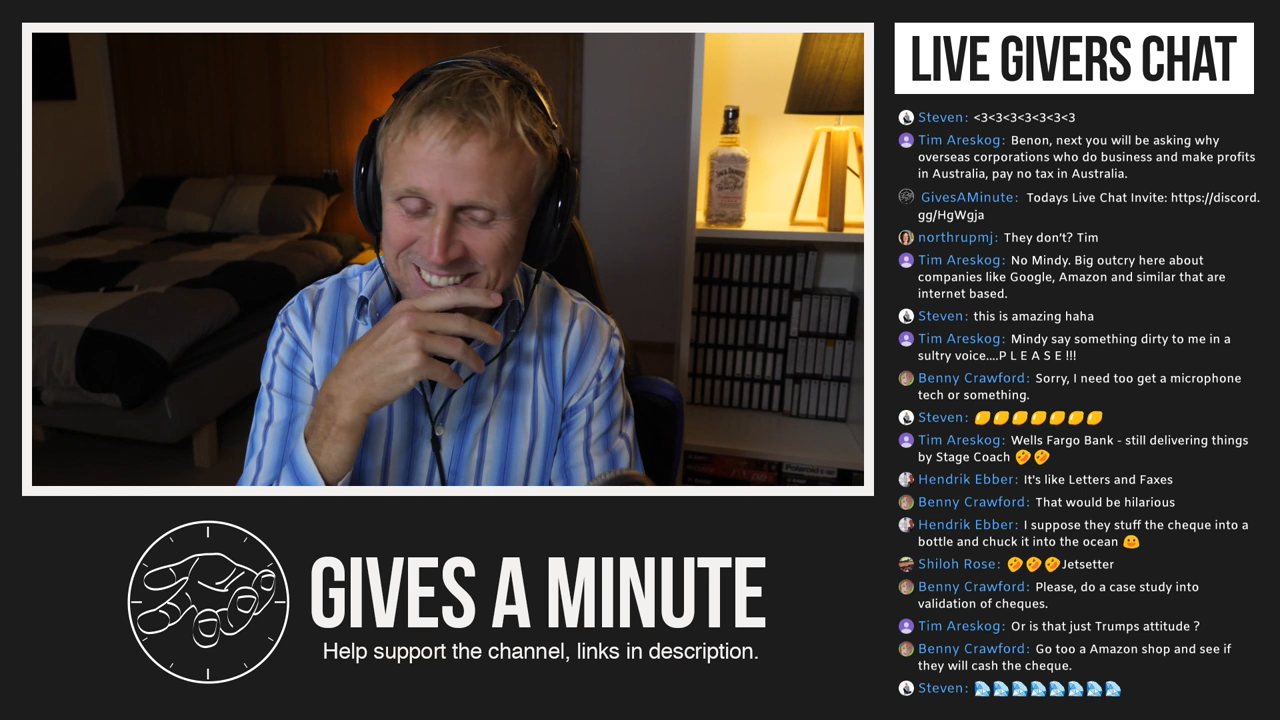 LIVE GIVERS CHAT
Steven: <3<3<3<3<3<3<3
Tim Areskog: Benon, next you will be asking why
overseas corporations who do business and make profits
in Australia, pay no tax in Australia.
GivesAMinute: Todays Live Chat Invite: https://discord.
gg/HgWgja
northrupmj: They don't? Tim
Tim Areskog: No Mindy. Big outcry here about
companies like Google, Amazon and similar that are
internet based.
Steven: this is amazing haha
Tim Areskog: Mindy say something dirty to me in a
sultry voice....P L E A S E !!!
Benny Crawford: Sorry, I need too get a microphone
tech or something.
Steven: 🍋🍋🍋🍋🍋🍋🍋
Tim Areskog: Wells Fargo Bank - still delivering things
by Stage Coach
Hendrik Ebber: It's like Letters and Faxes
Benny Crawford: That would be hilarious
Hendrik Ebber: I suppose they stuff the cheque into a
bottle and chuck it into the ocean
Shiloh Rose: Jetsetter
Benny Crawford: Please, do a case study into
validation of cheques.
Tim Areskog: Or is that just Trumps attitude ?
Benny Crawford: Go too a Amazon shop and see if
they will cash the cheque.
Steven: 🌊🌊🌊🌊🌊🌊🌊🌊
GIVES A MINUTE
Help support the channel, links in description.
Polaroid